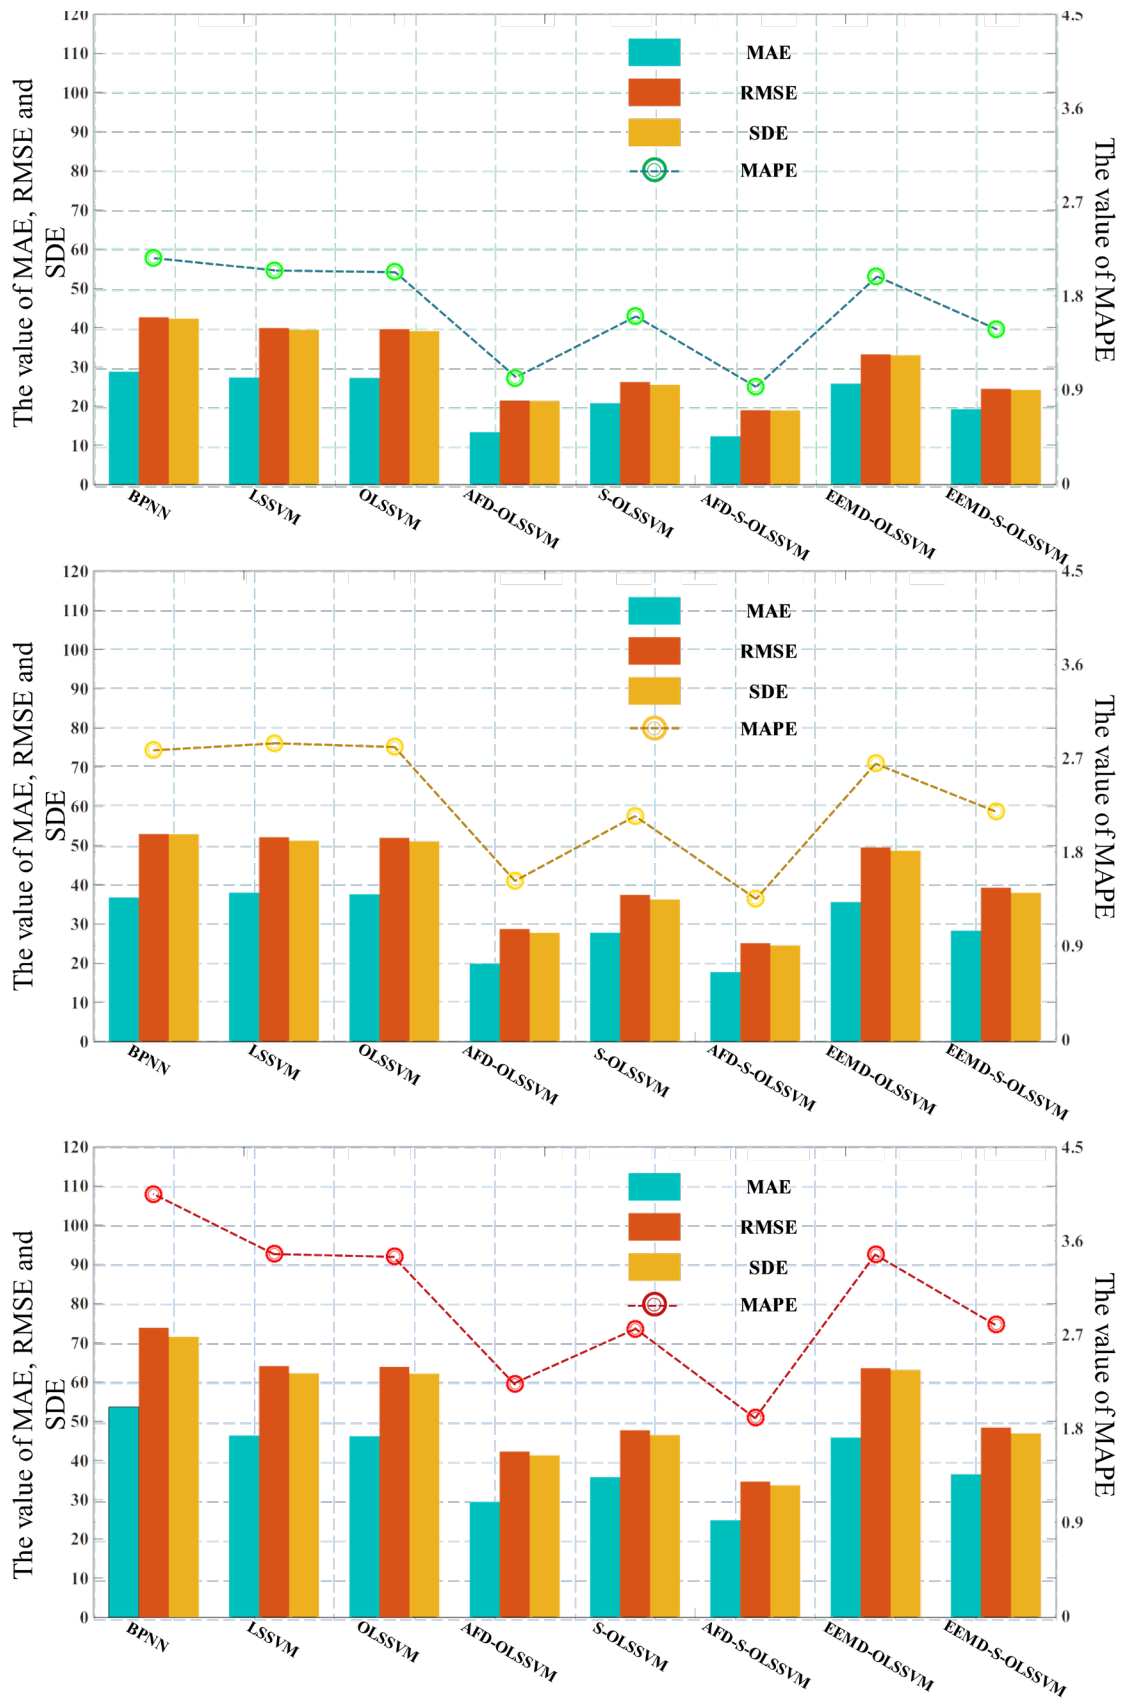 120
110
100
90
80
70
60
50
40
30
20
10
0
The value of MAE, RMSE and
SDE
MAE
RMSE
SDE
MAPE
4.5
3.6
2.7
1.8
0.9
0
The value of MAPE
BPNN
LSSVM
OLSSVM
AFD-OLSSVM
S-OLSSVM
AFD-S-OLSSVM
EEMD-OLSSVM
EEMD-S-OLSSVM
120
110
100
90
80
70
60
50
40
30
20
10
0
The value of MAE, RMSE and
SDE
MAE
RMSE
SDE
MAPE
4.5
3.6
2.7
1.8
0.9
0
The value of MAPE
BPNN
LSSVM
OLSSVM
AFD-OLSSVM
S-OLSSVM
AFD-S-OLSSVM
EEMD-OLSSVM
EEMD-S-OLSSVM
120
110
100
90
80
70
60
50
40
30
20
10
0
The value of MAE, RMSE and
SDE
MAE
RMSE
SDE
MAPE
4.5
3.6
2.7
1.8
0.9
0
The value of MAPE
BPNN
LSSVM
OLSSVM
AFD-OLSSVM
S-OLSSVM
AFD-S-OLSSVM
EEMD-OLSSVM
EEMD-S-OLSSVM